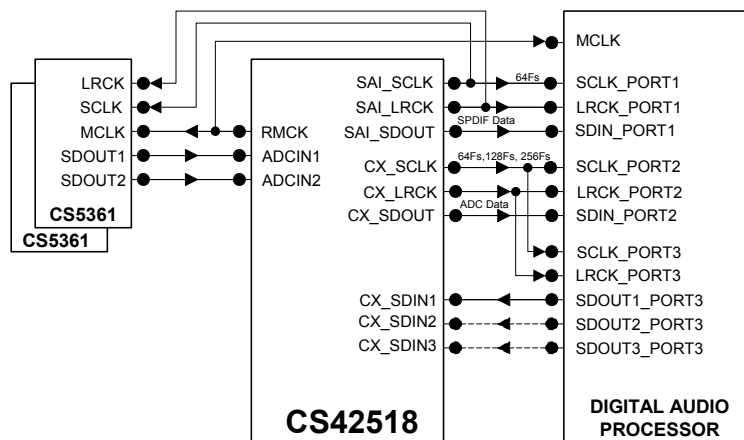 MCLK
LRCK
SCLK
MCLK
SDOUT1
SDOUT2
CS5361
CS5361
RMCK
ADCIN1
ADCIN2
SAI_SCLK
SAI_LRCK
SAI_SDOUT
CX_SCLK
CX_LRCK
CX_SDOUT
CX_SDIN1
CX_SDIN2
CX_SDIN3
CS42518
64Fs
SPDIF Data
64Fs,128Fs, 256Fs
ADC Data
SCLK_PORT1
LRCK_PORT1
SDIN_PORT1
SCLK_PORT2
LRCK_PORT2
SDIN_PORT2
SCLK_PORT3
LRCK_PORT3
SDOUT1_PORT3
SDOUT2_PORT3
SDOUT3_PORT3
DIGITAL AUDIO
PROCESSOR